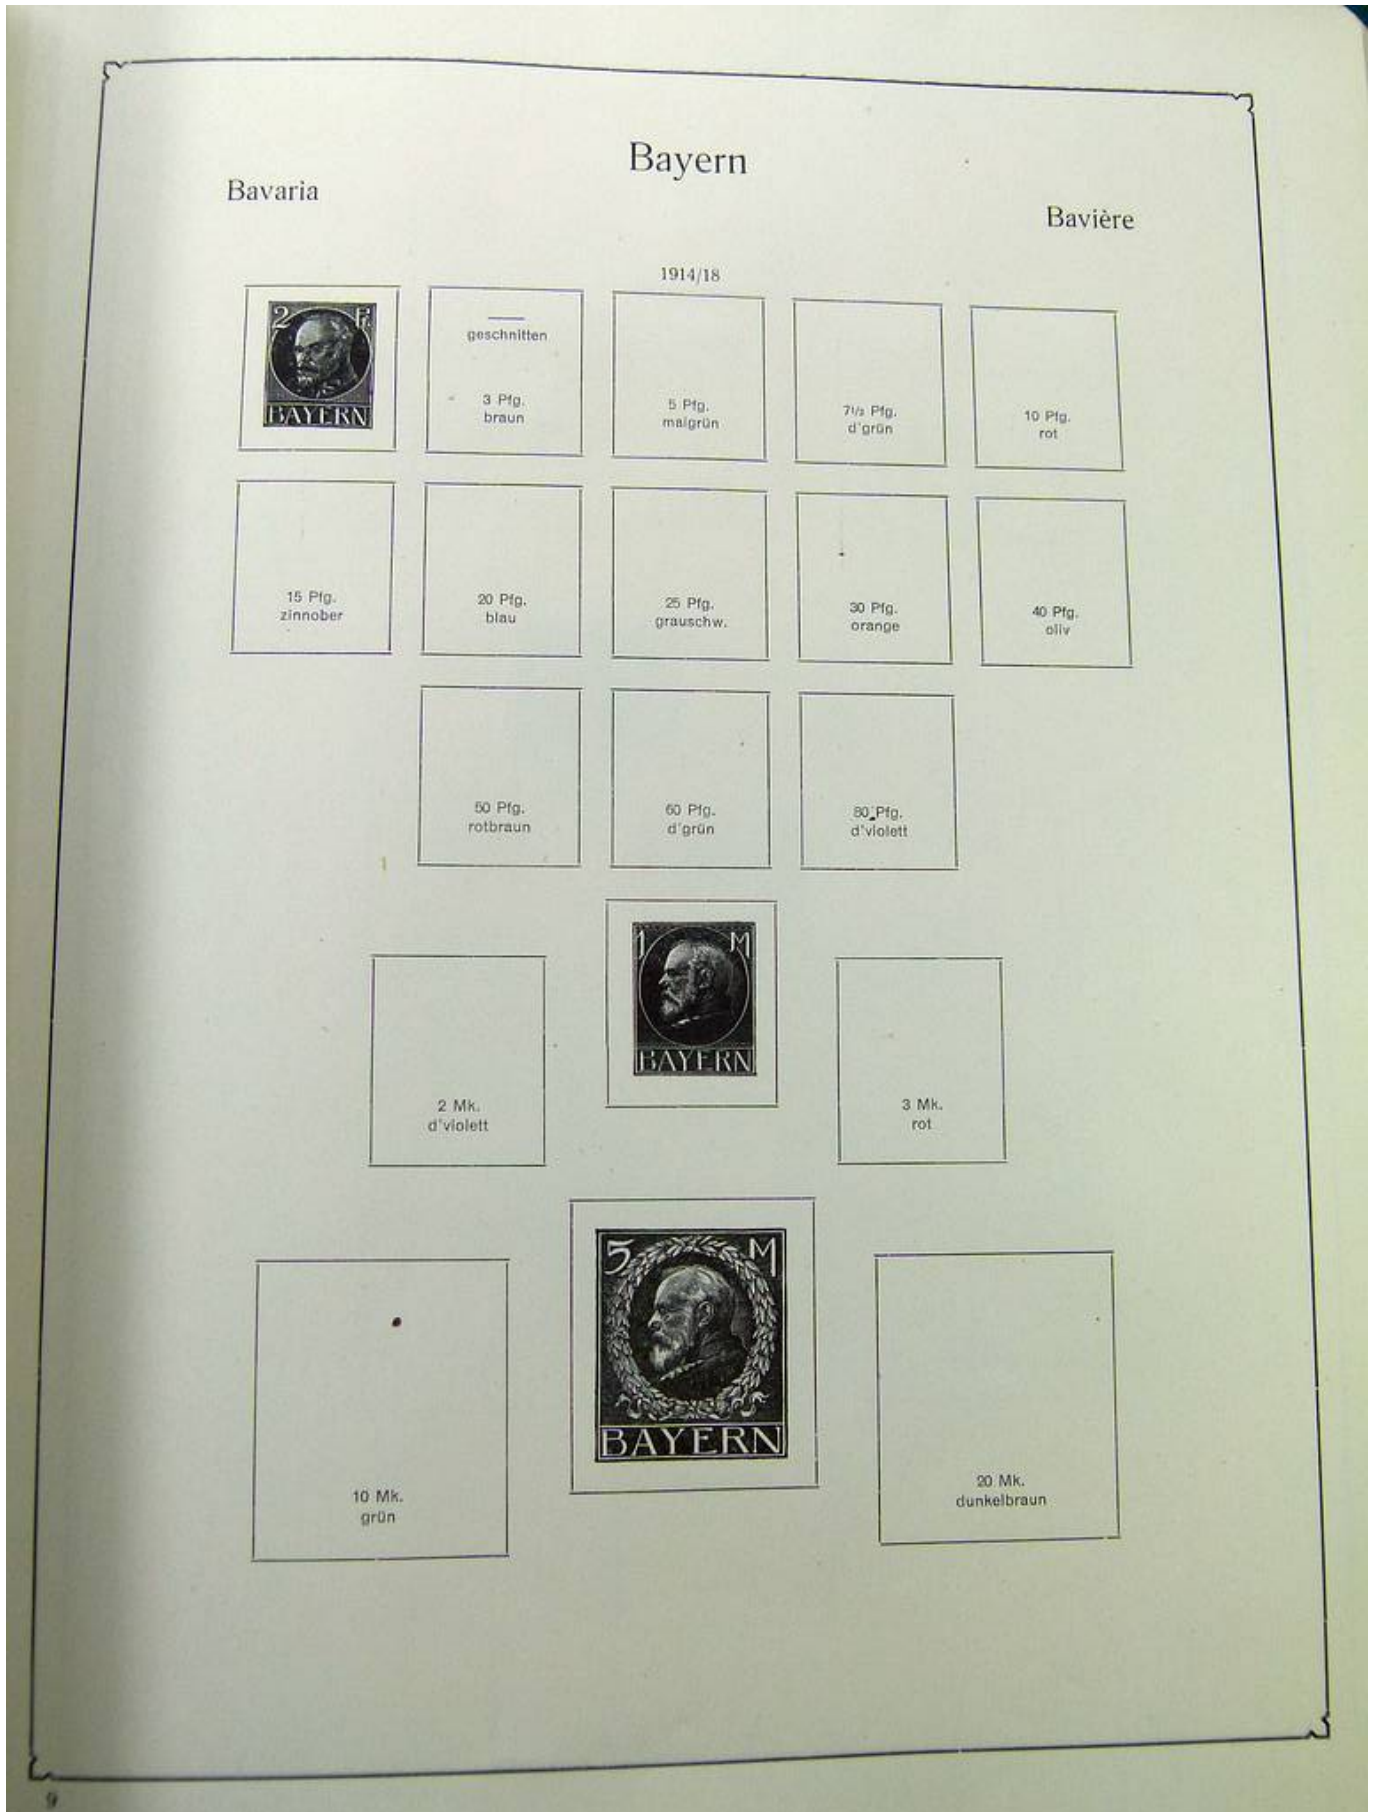 Bayern
Bavaria
Bavière
1914/18
2 Pf.
BAYERN
geschnitten
3 Pfg.
braun
5 Pfg.
maigrün
7½ Pfg.
d'grün
10 Pfg.
rot
15 Pfg.
zinnober
20 Pfg.
blau
25 Pfg.
grauschw.
30 Pfg.
orange
40 Pfg.
oliv
50 Pfg.
rotbraun
60 Pfg.
d'grün
80 Pfg.
d'violett
1 M
BAYERN
2 Mk.
d'violett
3 Mk.
rot
5 M
BAYERN
10 Mk.
grün
20 Mk.
dunkelbraun
9